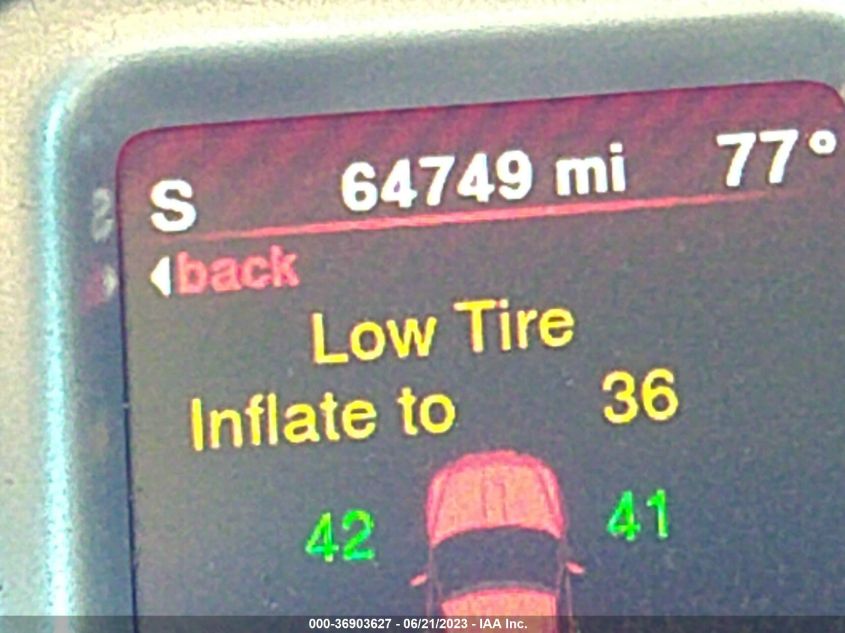 S 64749 mi 77°
back
Low Tire
Inflate to 36
42 41
000-36903627 - 06/21/2023 - IAA Inc.